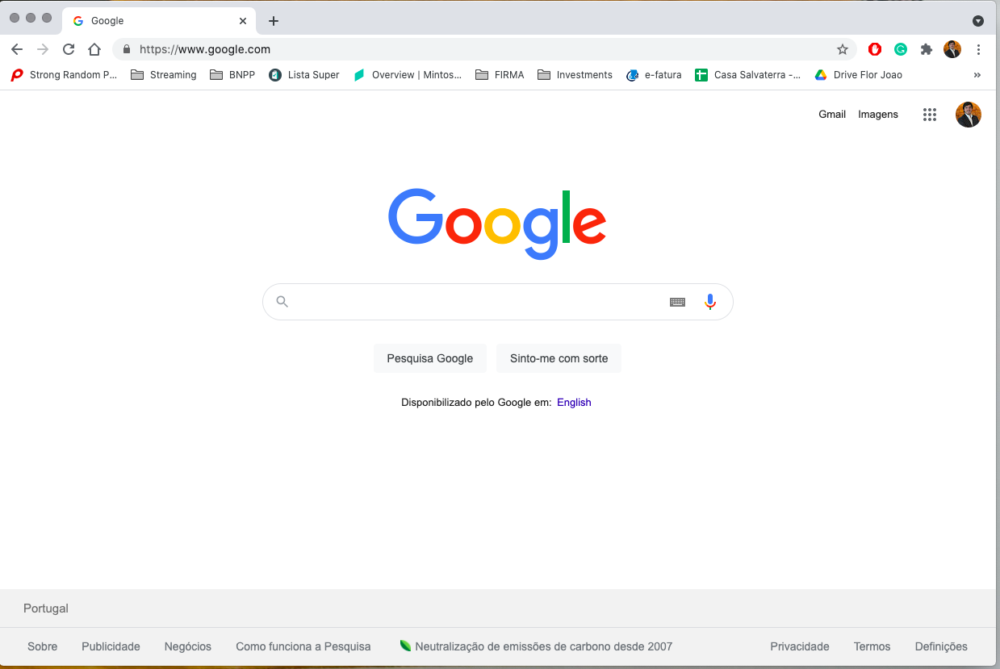 Google
https://www.google.com
Strong Random P... Streaming BNPP Lista Super Overview | Mintos... FIRMA Investments e-fatura Casa Salvaterra -... Drive Flor Joao »
Gmail Imagens
Google
Pesquisa Google Sinto-me com sorte
Disponibilizado pelo Google em: English
Portugal
Sobre Publicidade Negócios Como funciona a Pesquisa Neutralização de emissões de carbono desde 2007 Privacidade Termos Definições